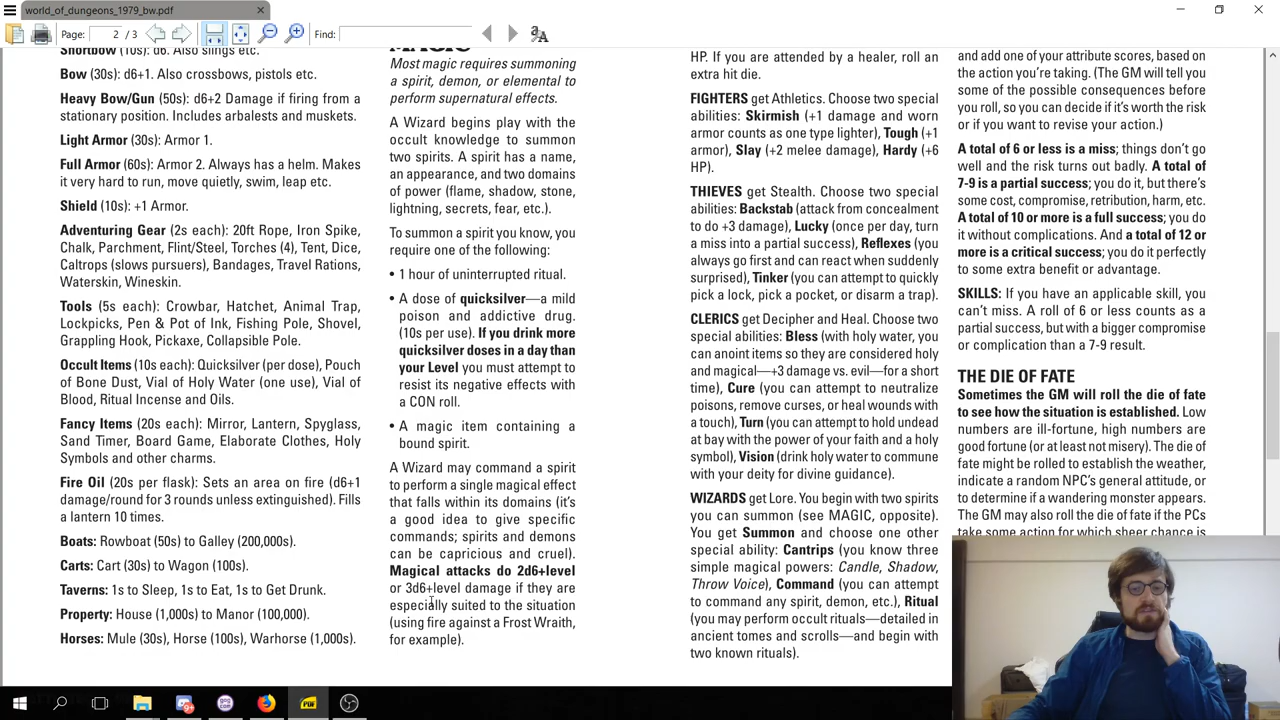 world_of_dungeons_1979_bw.pdf
Page:
2
/ 3
Find:
Shortbow (10s): d6. Also slings etc.
Bow (30s): d6+1. Also crossbows, pistols etc.
Heavy Bow/Gun (50s): d6+2 Damage if firing from a
stationary position. Includes arbalests and muskets.
Light Armor (30s): Armor 1.
Full Armor (60s): Armor 2. Always has a helm. Makes
it very hard to run, move quietly, swim, leap etc.
Shield (10s): +1 Armor.
Adventuring Gear (2s each): 20ft Rope, Iron Spike,
Chalk, Parchment, Flint/Steel, Torches (4), Tent, Dice,
Caltrops (slows pursuers), Bandages, Travel Rations,
Waterskin, Wineskin.
Tools (5s each): Crowbar, Hatchet, Animal Trap,
Lockpicks, Pen & Pot of Ink, Fishing Pole, Shovel,
Grappling Hook, Pickaxe, Collapsible Pole.
Occult Items (10s each): Quicksilver (per dose), Pouch
of Bone Dust, Vial of Holy Water (one use), Vial of
Blood, Ritual Incense and Oils.
Fancy Items (20s each): Mirror, Lantern, Spyglass,
Sand Timer, Board Game, Elaborate Clothes, Holy
Symbols and other charms.
Fire Oil (20s per flask): Sets an area on fire (d6+1
damage/round for 3 rounds unless extinguished). Fills
a lantern 10 times.
Boats: Rowboat (50s) to Galley (200,000s).
Carts: Cart (30s) to Wagon (100s).
Taverns: 1s to Sleep, 1s to Eat, 1s to Get Drunk.
Property: House (1,000s) to Manor (100,000).
Horses: Mule (30s), Horse (100s), Warhorse (1,000s).
MAGIC
Most magic requires summoning
a spirit, demon, or elemental to
perform supernatural effects.
A Wizard begins play with the
occult knowledge to summon
two spirits. A spirit has a name,
an appearance, and two domains
of power (flame, shadow, stone,
lightning, secrets, fear, etc.).
To summon a spirit you know, you
require one of the following:
• 1 hour of uninterrupted ritual.
• A dose of quicksilver—a mild
poison and addictive drug.
(10s per use). If you drink more
quicksilver doses in a day than
your Level you must attempt to
resist its negative effects with
a CON roll.
• A magic item containing a
bound spirit.
A Wizard may command a spirit
to perform a single magical effect
that falls within its domains (it's
a good idea to give specific
commands; spirits and demons
can be capricious and cruel).
Magical attacks do 2d6+level
or 3d6+level damage if they are
especially suited to the situation
(using fire against a Frost Wraith,
for example).
HP. If you are attended by a healer, roll an
extra hit die.
FIGHTERS get Athletics. Choose two special
abilities: Skirmish (+1 damage and worn
armor counts as one type lighter), Tough (+1
armor), Slay (+2 melee damage), Hardy (+6
HP).
THIEVES get Stealth. Choose two special
abilities: Backstab (attack from concealment
to do +3 damage), Lucky (once per day, turn
a miss into a partial success), Reflexes (you
always go first and can react when suddenly
surprised), Tinker (you can attempt to quickly
pick a lock, pick a pocket, or disarm a trap).
CLERICS get Decipher and Heal. Choose two
special abilities: Bless (with holy water, you
can anoint items so they are considered holy
and magical—+3 damage vs. evil—for a short
time), Cure (you can attempt to neutralize
poisons, remove curses, or heal wounds with
a touch), Turn (you can attempt to hold undead
at bay with the power of your faith and a holy
symbol), Vision (drink holy water to commune
with your deity for divine guidance).
WIZARDS get Lore. You begin with two spirits
you can summon (see MAGIC, opposite).
You get Summon and choose one other
special ability: Cantrips (you know three
simple magical powers: Candle, Shadow,
Throw Voice), Command (you can attempt
to command any spirit, demon, etc.), Ritual
(you may perform occult rituals—detailed in
ancient tomes and scrolls—and begin with
two known rituals).
and add one of your attribute scores, based on
the action you're taking. (The GM will tell you
some of the possible consequences before
you roll, so you can decide if it's worth the risk
or if you want to revise your action.)
A total of 6 or less is a miss; things don't go
well and the risk turns out badly. A total of
7-9 is a partial success; you do it, but there's
some cost, compromise, retribution, harm, etc.
A total of 10 or more is a full success; you do
it without complications. And a total of 12 or
more is a critical success; you do it perfectly
to some extra benefit or advantage.
SKILLS: If you have an applicable skill, you
can't miss. A roll of 6 or less counts as a
partial success, but with a bigger compromise
or complication than a 7-9 result.
THE DIE OF FATE
Sometimes the GM will roll the die of fate
to see how the situation is established. Low
numbers are ill-fortune, high numbers are
good fortune (or at least not misery). The die of
fate might be rolled to establish the weather,
indicate a random NPC's general attitude, or
to determine if a wandering monster appears.
The GM may also roll the die of fate if the PCs
take some action for which sheer chance is